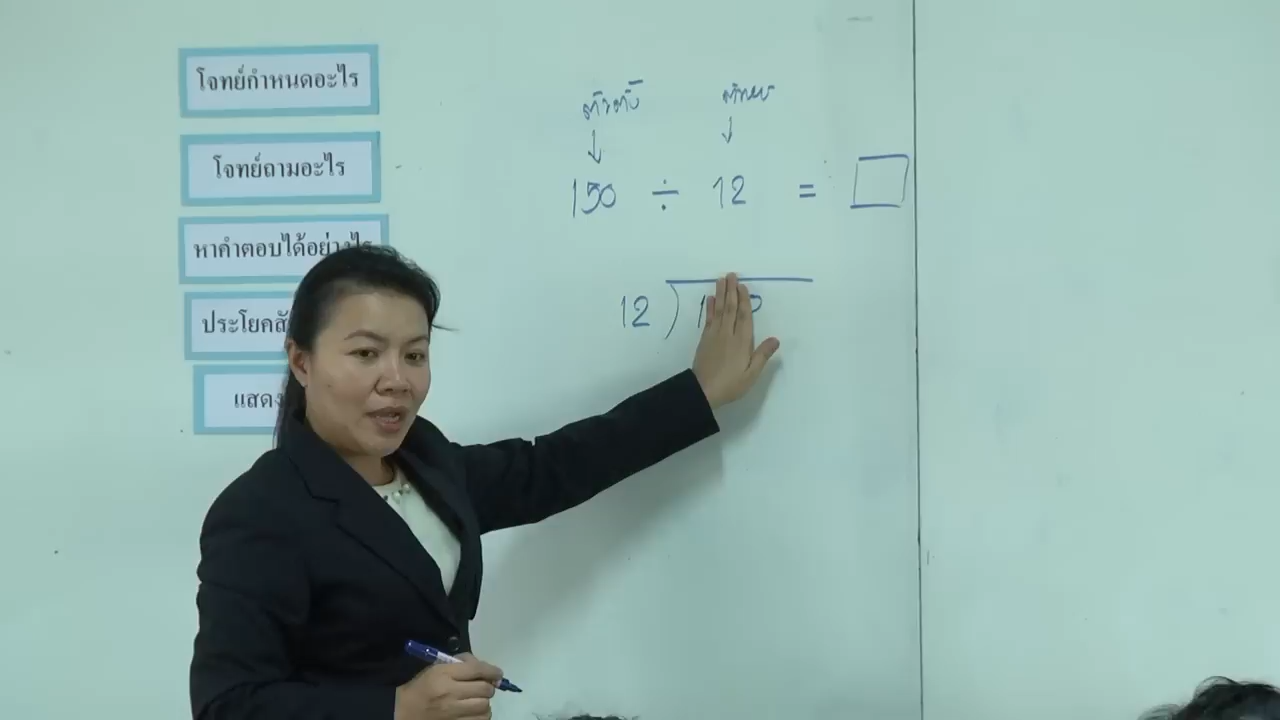 โจทย์กำหนดอะไร
โจทย์ถามอะไร
หาคำตอบได้อย่างไร
ประโยคสั
แสดง
ตัวตั้ง ตัวหาร
150 ÷ 12 =
12